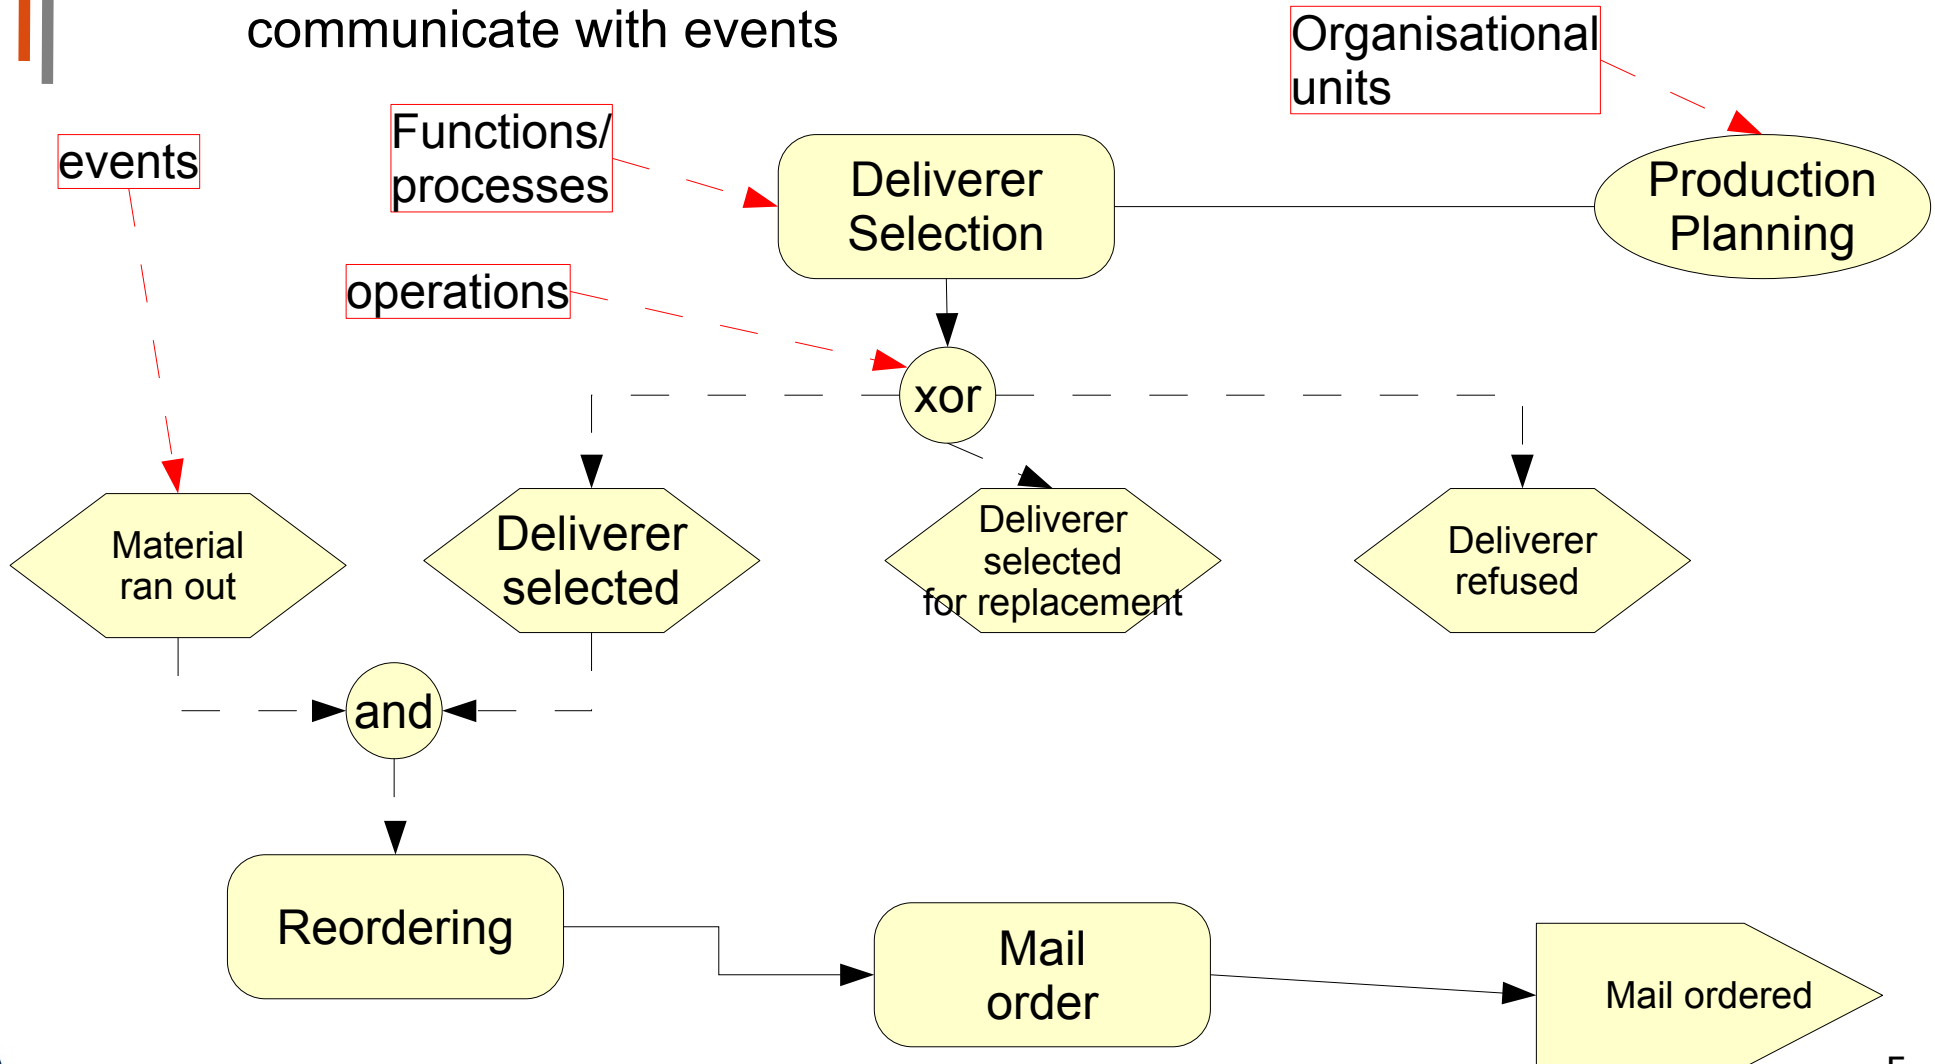 communicate with events
Organisational
units
events
Functions/
processes
Deliverer
Selection
Production
Planning
operations
xor
Material
ran out
Deliverer
selected
Deliverer
selected
for replacement
Deliverer
refused
and
Reordering
Mail
order
Mail ordered